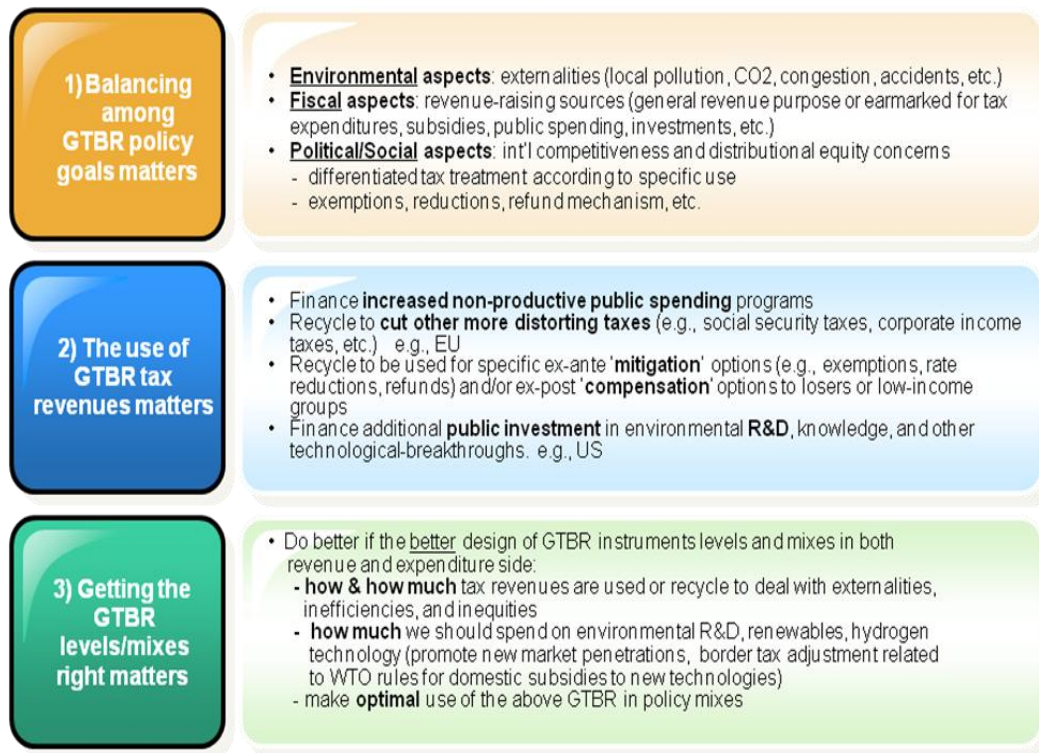 1) Balancing
among
GTBR policy
goals matters
• Environmental aspects: externalities (local pollution, CO2, congestion, accidents, etc.)
• Fiscal aspects: revenue-raising sources (general revenue purpose or earmarked for tax
expenditures, subsidies, public spending, investments, etc.)
• Political/Social aspects: int'l competitiveness and distributional equity concerns
- differentiated tax treatment according to specific use
- exemptions, reductions, refund mechanism, etc.
2) The use of
GTBR tax
revenues matters
• Finance increased non-productive public spending programs
• Recycle to cut other more distorting taxes (e.g., social security taxes, corporate income
taxes, etc.) e.g., EU
• Recycle to be used for specific ex-ante 'mitigation' options (e.g., exemptions, rate
reductions, refunds) and/or ex-post 'compensation' options to losers or low-income
groups
• Finance additional public investment in environmental R&D, knowledge, and other
technological-breakthroughs. e.g., US
3) Getting the
GTBR
levels/mixes
right matters
• Do better if the better design of GTBR instruments levels and mixes in both
revenue and expenditure side:
- how & how much tax revenues are used or recycle to deal with externalities,
inefficiencies, and inequities
- how much we should spend on environmental R&D, renewables, hydrogen
technology (promote new market penetrations, border tax adjustment related
to WTO rules for domestic subsidies to new technologies)
- make optimal use of the above GTBR in policy mixes